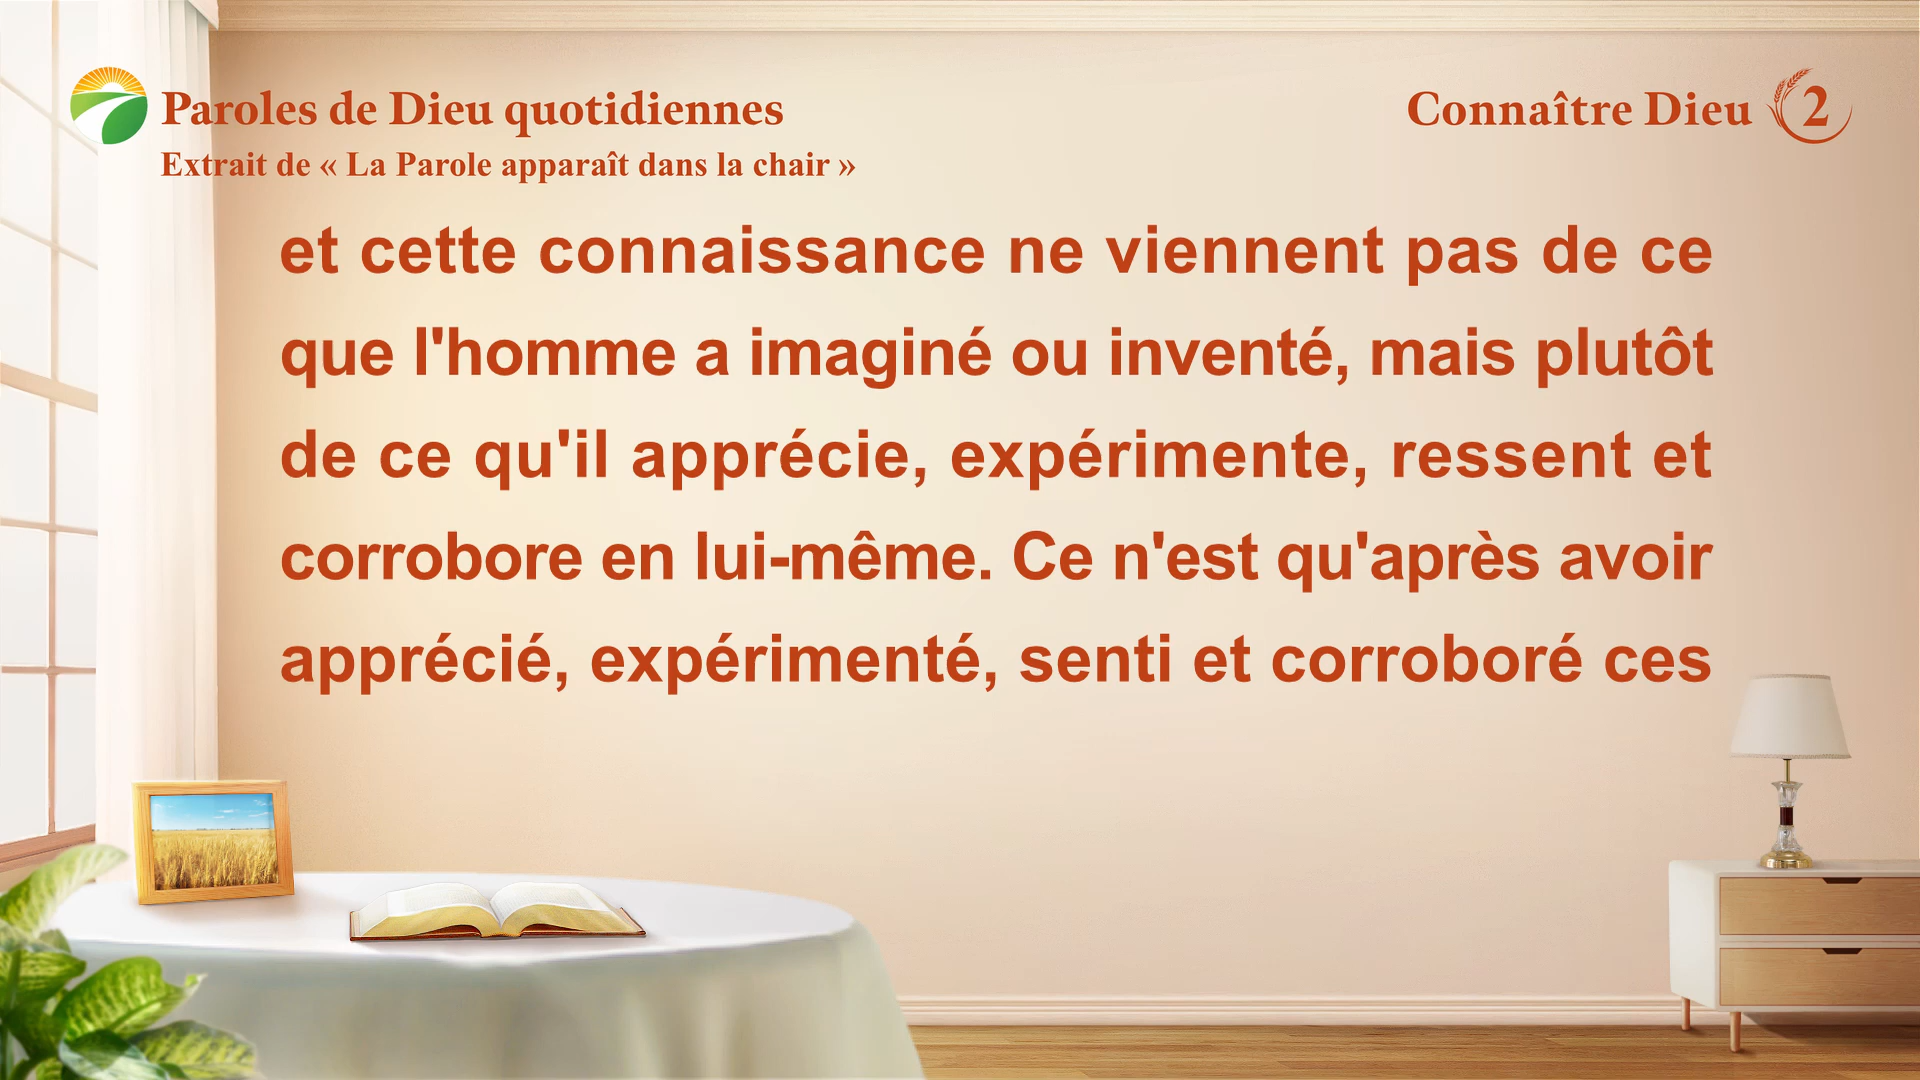 Paroles de Dieu quotidiennes
Extrait de « La Parole apparaît dans la chair »
Connaître Dieu 2
et cette connaissance ne viennent pas de ce
que l'homme a imaginé ou inventé, mais plutôt
de ce qu'il apprécie, expérimente, ressent et
corrobore en lui-même. Ce n'est qu'après avoir
apprécié, expérimenté, senti et corroboré ces